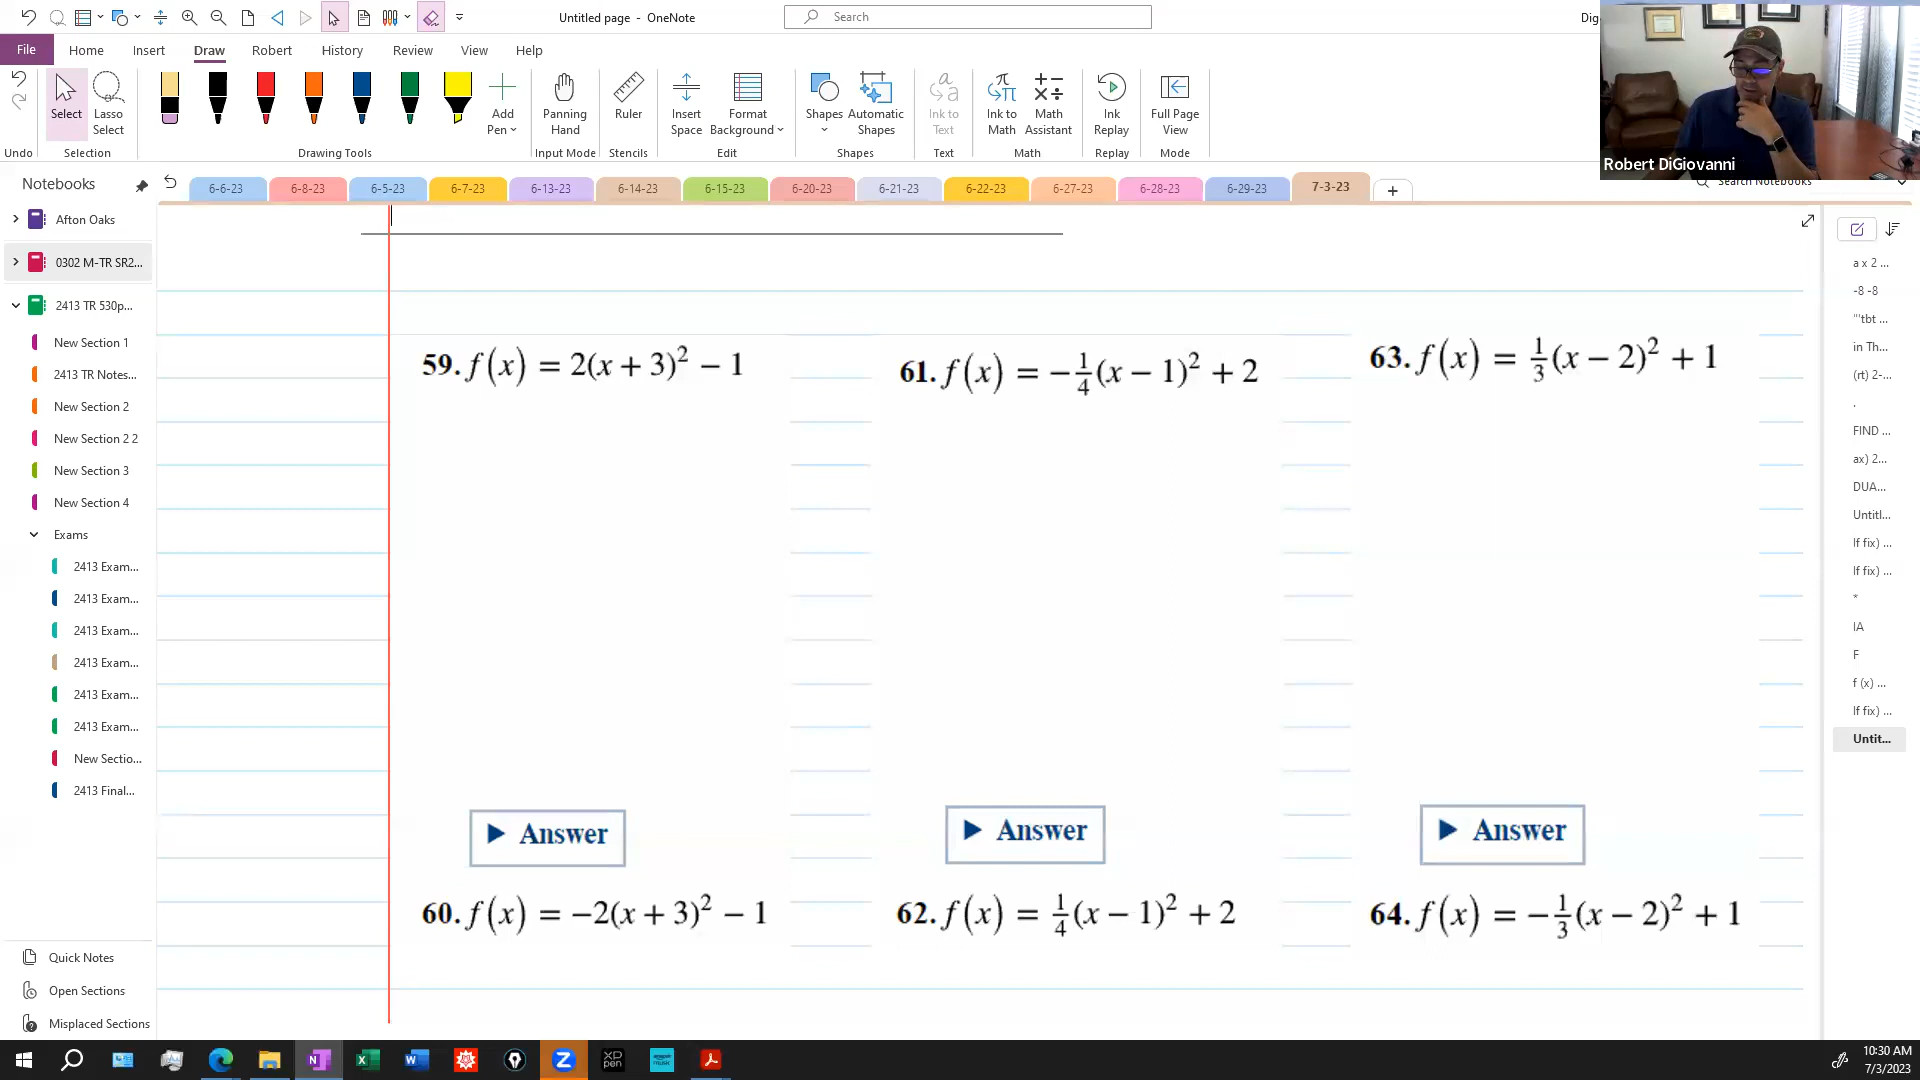 Untitled page - OneNote
Search
Dig
File
Home
Insert
Draw
Robert
History
Review
View
Help
Select
Lasso Select
Add Pen
Panning Hand
Ruler
Insert Space
Format Background
Shapes
Automatic Shapes
Ink to Text
Ink to Math
Math Assistant
Ink Replay
Full Page View
Undo
Selection
Drawing Tools
Input Mode
Stencils
Edit
Shapes
Text
Math
Replay
Mode
Robert DiGiovanni
Search Notebooks
Notebooks
6-6-23
6-8-23
6-5-23
6-7-23
6-13-23
6-14-23
6-15-23
6-20-23
6-21-23
6-22-23
6-27-23
6-28-23
6-29-23
7-3-23
+
Afton Oaks
0302 M-TR SR2...
2413 TR 530p...
New Section 1
2413 TR Notes...
New Section 2
New Section 2 2
New Section 3
New Section 4
Exams
2413 Exam...
2413 Exam...
2413 Exam...
2413 Exam...
2413 Exam...
2413 Exam...
New Sectio...
2413 Final...
Quick Notes
Open Sections
Misplaced Sections
59. f(x) = 2(x + 3)² − 1
61. f(x) = −1/4(x − 1)² + 2
63. f(x) = 1/3(x − 2)² + 1
▶ Answer
▶ Answer
▶ Answer
60. f(x) = −2(x + 3)² − 1
62. f(x) = 1/4(x − 1)² + 2
64. f(x) = −1/3(x − 2)² + 1
a x 2 ...
-8 -8
"'tbt ...
in Th...
(rt) 2-...
.
FIND ...
ax) 2...
DUA...
Untitl...
If fix) ...
If fix) ...
*
IA
F
f (x) ...
If fix) ...
Untit...
XP
pen
10:30 AM
7/3/2023